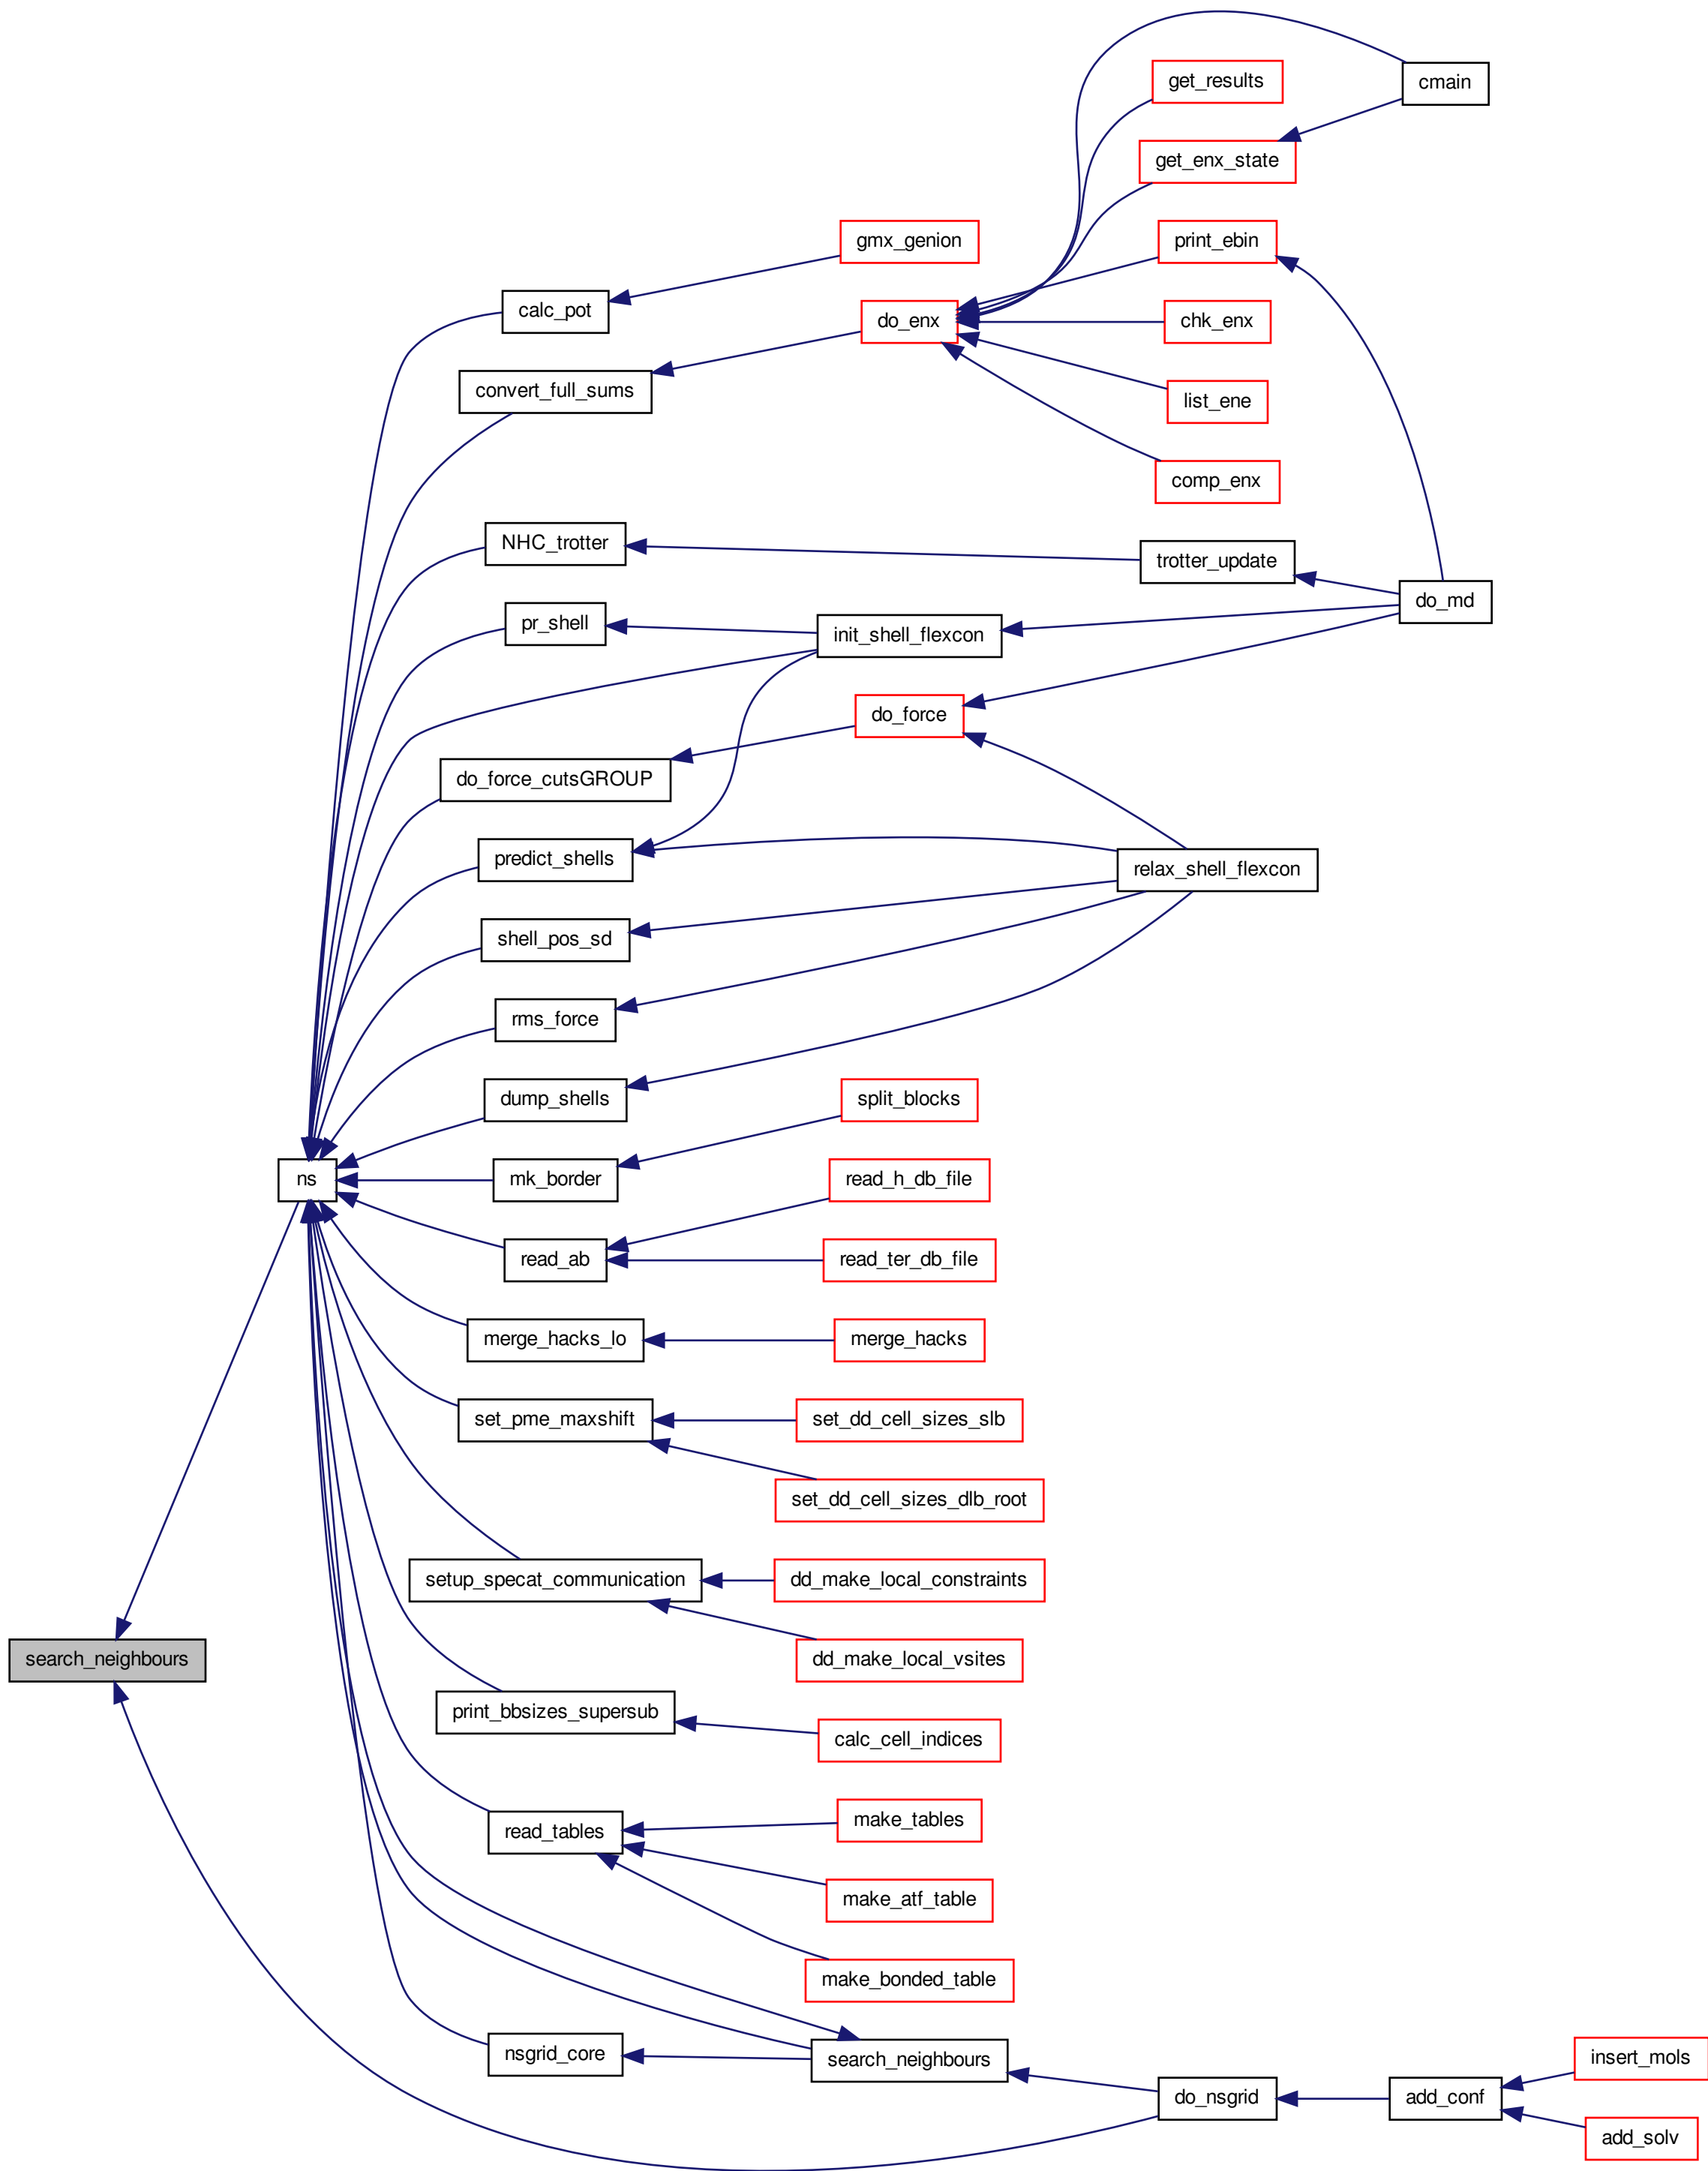 cmain
get_results
get_enx_state
gmx_genion
print_ebin
calc_pot
do_enx
chk_enx
convert_full_sums
list_ene
comp_enx
NHC_trotter
trotter_update
do_md
pr_shell
init_shell_flexcon
do_force
do_force_cutsGROUP
predict_shells
relax_shell_flexcon
shell_pos_sd
rms_force
dump_shells
split_blocks
ns
mk_border
read_h_db_file
read_ab
read_ter_db_file
merge_hacks_lo
merge_hacks
set_pme_maxshift
set_dd_cell_sizes_slb
set_dd_cell_sizes_dlb_root
setup_specat_communication
dd_make_local_constraints
search_neighbours
dd_make_local_vsites
print_bbsizes_supersub
calc_cell_indices
read_tables
make_tables
make_atf_table
make_bonded_table
nsgrid_core
search_neighbours
insert_mols
do_nsgrid
add_conf
add_solv